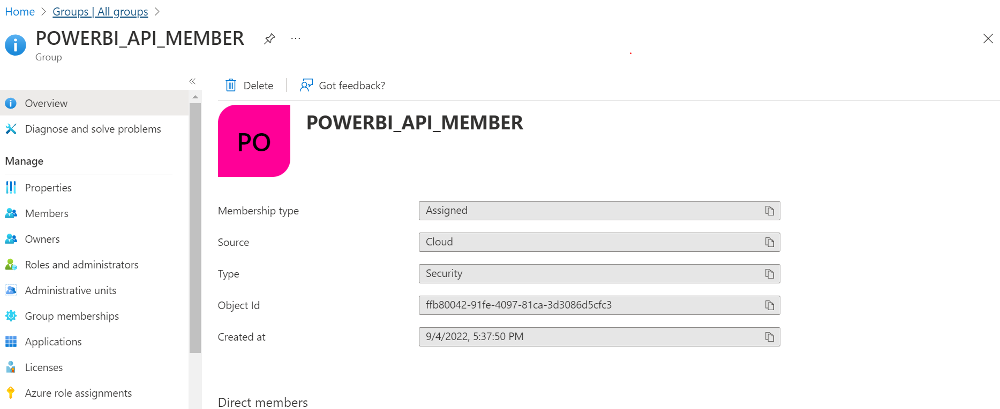 Home > Groups | All groups >
POWERBI_API_MEMBER ...
Group
«
Delete | Got feedback?
Overview
Diagnose and solve problems
Manage
Properties
Members
Owners
Roles and administrators
Administrative units
Group memberships
Applications
Licenses
Azure role assignments
PO
POWERBI_API_MEMBER
Membership type Assigned
Source Cloud
Type Security
Object Id ffb80042-91fe-4097-81ca-3d3086d5cfc3
Created at 9/4/2022, 5:37:50 PM
Direct members